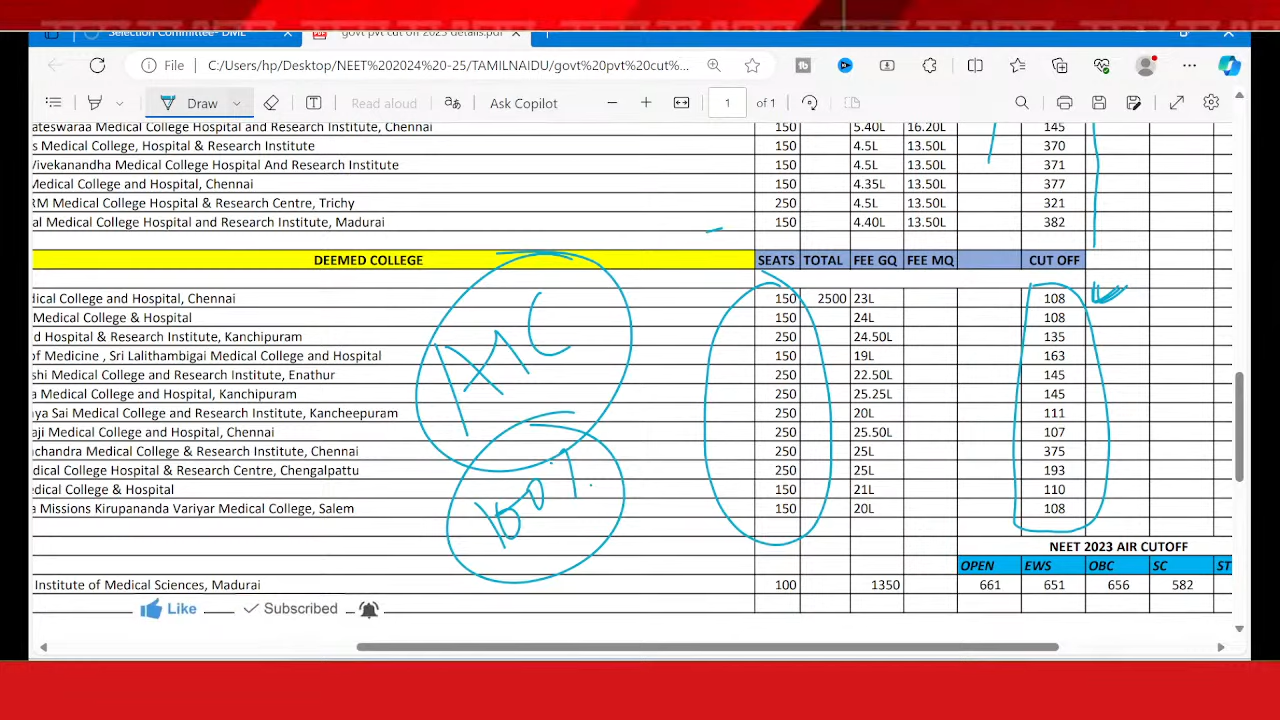 Selection Committee- DME
govt pvt cut off 2023 details.pdf
File C:/Users/hp/Desktop/NEET%202024%20-25/TAMILNAIDU/govt%20pvt%20cut%...
Draw Read aloud Ask Copilot 1 of 1
ateswaraa Medical College Hospital and Research Institute, Chennai 150 5.40L 16.20L 145
s Medical College, Hospital & Research Institute 150 4.5L 13.50L 370
Vivekanandha Medical College Hospital And Research Institute 150 4.5L 13.50L 371
Medical College and Hospital, Chennai 150 4.35L 13.50L 377
RM Medical College Hospital & Research Centre, Trichy 250 4.5L 13.50L 321
al Medical College Hospital and Research Institute, Madurai 150 4.40L 13.50L 382
DEEMED COLLEGE SEATS TOTAL FEE GQ FEE MQ CUT OFF
dical College and Hospital, Chennai 150 2500 23L 108
Medical College & Hospital 150 24L 108
d Hospital & Research Institute, Kanchipuram 250 24.50L 135
of Medicine , Sri Lalithambigai Medical College and Hospital 150 19L 163
shi Medical College and Research Institute, Enathur 250 22.50L 145
a Medical College and Hospital, Kanchipuram 250 25.25L 145
ya Sai Medical College and Research Institute, Kancheepuram 250 20L 111
aji Medical College and Hospital, Chennai 250 25.50L 107
achandra Medical College & Research Institute, Chennai 250 25L 375
dical College Hospital & Research Centre, Chengalpattu 250 25L 193
edical College & Hospital 150 21L 110
a Missions Kirupananda Variyar Medical College, Salem 150 20L 108
NEET 2023 AIR CUTOFF
OPEN EWS OBC SC ST
Institute of Medical Sciences, Madurai 100 1350 661 651 656 582
Like Subscribed